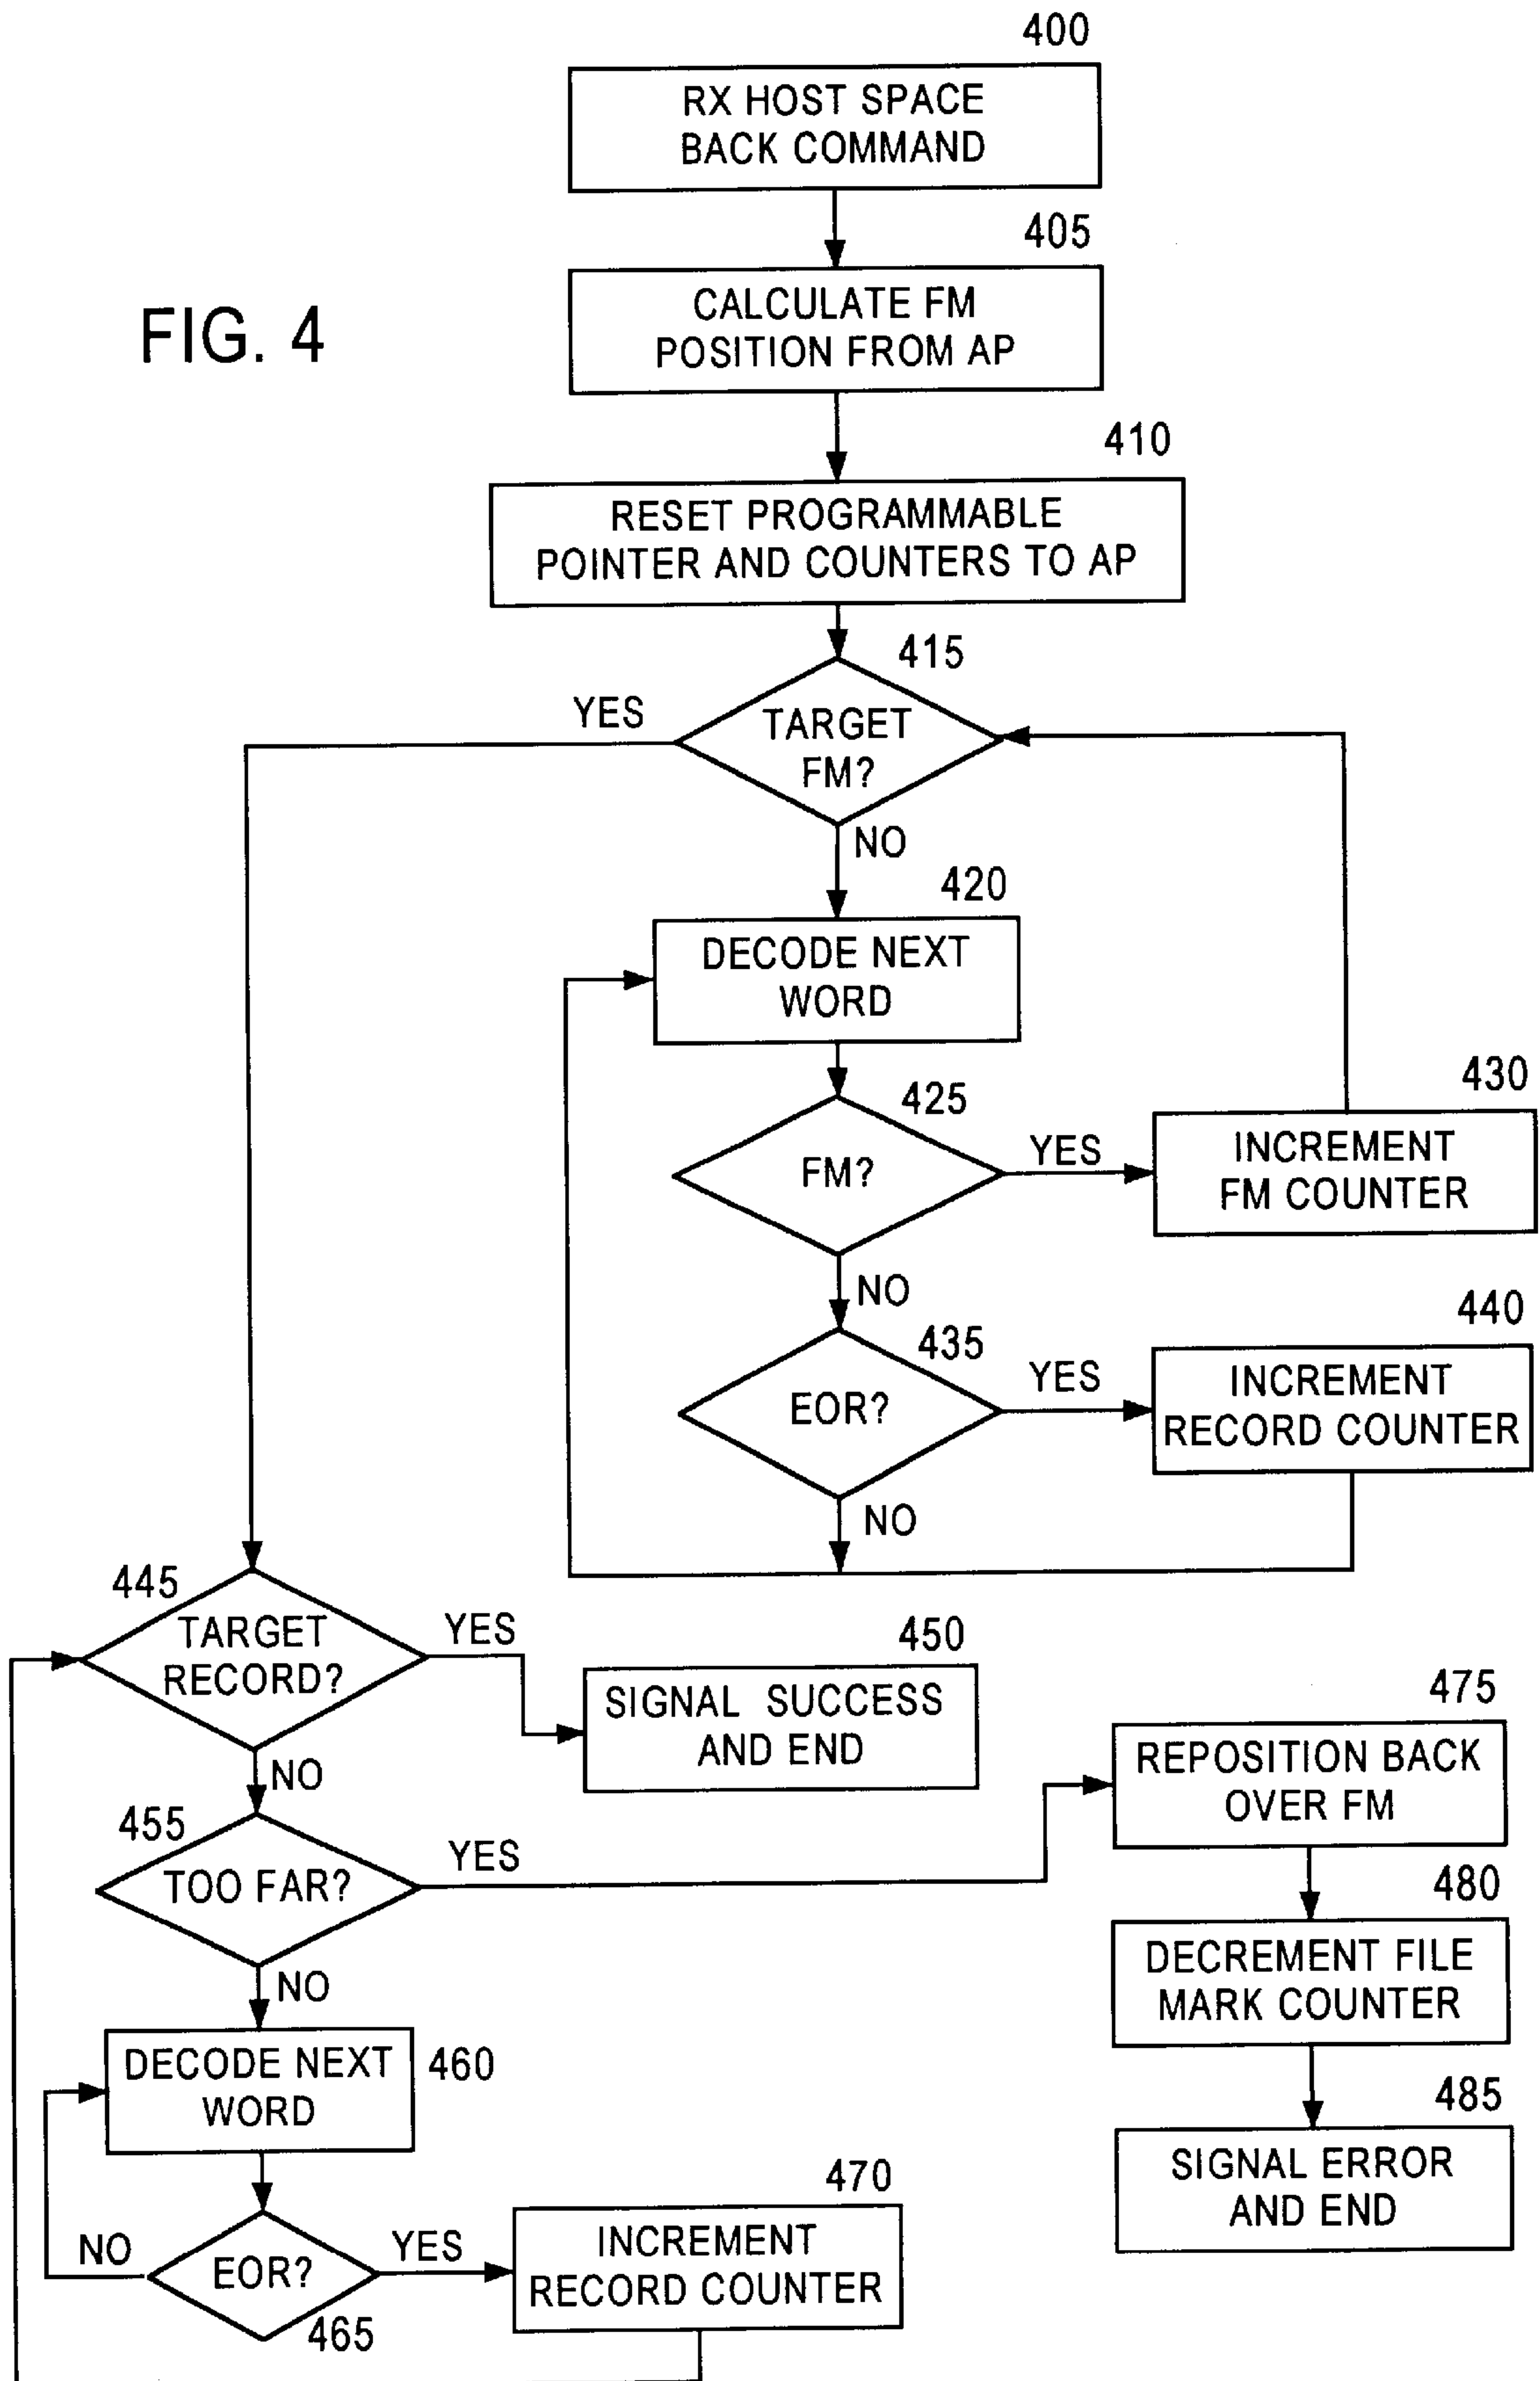 400
RX HOST SPACE
BACK COMMAND
405
CALCULATE FM
POSITION FROM AP
FIG. 4
410
RESET PROGRAMMABLE
POINTER AND COUNTERS TO AP
415
YES
TARGET
FM?
NO
420
DECODE NEXT
WORD
425
FM?
YES
430
INCREMENT
FM COUNTER
NO
435
EOR?
YES
440
INCREMENT
RECORD COUNTER
NO
445
TARGET
RECORD?
YES
450
SIGNAL SUCCESS
AND END
NO
455
TOO FAR?
YES
475
REPOSITION BACK
OVER FM
480
DECREMENT FILE
MARK COUNTER
485
SIGNAL ERROR
AND END
NO
DECODE NEXT
WORD
460
NO
EOR?
465
YES
470
INCREMENT
RECORD COUNTER